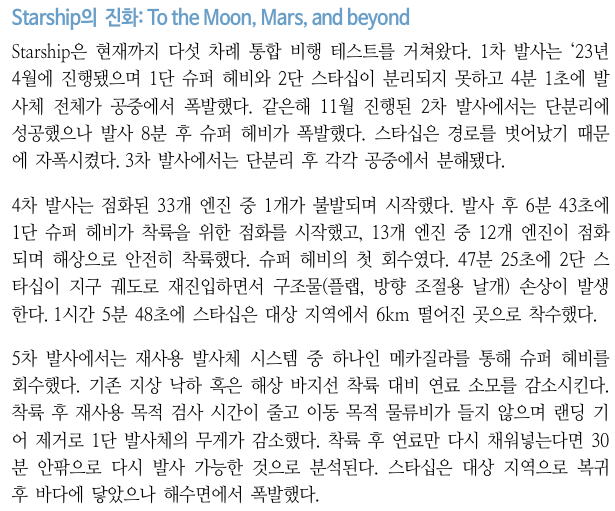 Starship의 진화: To the Moon, Mars, and beyond
Starship은 현재까지 다섯 차례 통합 비행 테스트를 거쳐왔다. 1차 발사는 ‘23년
4월에 진행됐으며 1단 슈퍼 헤비와 2단 스타십이 분리되지 못하고 4분 1초에 발
사체 전체가 공중에서 폭발했다. 같은해 11월 진행된 2차 발사에서는 단분리에
성공했으나 발사 8분 후 슈퍼 헤비가 폭발했다. 스타십은 경로를 벗어났기 때문
에 자폭시켰다. 3차 발사에서는 단분리 후 각각 공중에서 분해됐다.
4차 발사는 점화된 33개 엔진 중 1개가 불발되며 시작했다. 발사 후 6분 43초에
1단 슈퍼 헤비가 착륙을 위한 점화를 시작했고, 13개 엔진 중 12개 엔진이 점화
되며 해상으로 안전히 착륙했다. 슈퍼 헤비의 첫 회수였다. 47분 25초에 2단 스
타십이 지구 궤도로 재진입하면서 구조물(플랩, 방향 조절용 날개) 손상이 발생
한다. 1시간 5분 48초에 스타십은 대상 지역에서 6km 떨어진 곳으로 착수했다.
5차 발사에서는 재사용 발사체 시스템 중 하나인 메카질라를 통해 슈퍼 헤비를
회수했다. 기존 지상 낙하 혹은 해상 바지선 착륙 대비 연료 소모를 감소시킨다.
착륙 후 재사용 목적 검사 시간이 줄고 이동 목적 물류비가 들지 않으며 랜딩 기
어 제거로 1단 발사체의 무게가 감소했다. 착륙 후 연료만 다시 채워넣는다면 30
분 안팎으로 다시 발사 가능한 것으로 분석된다. 스타십은 대상 지역으로 복귀
후 바다에 닿았으나 해수면에서 폭발했다.